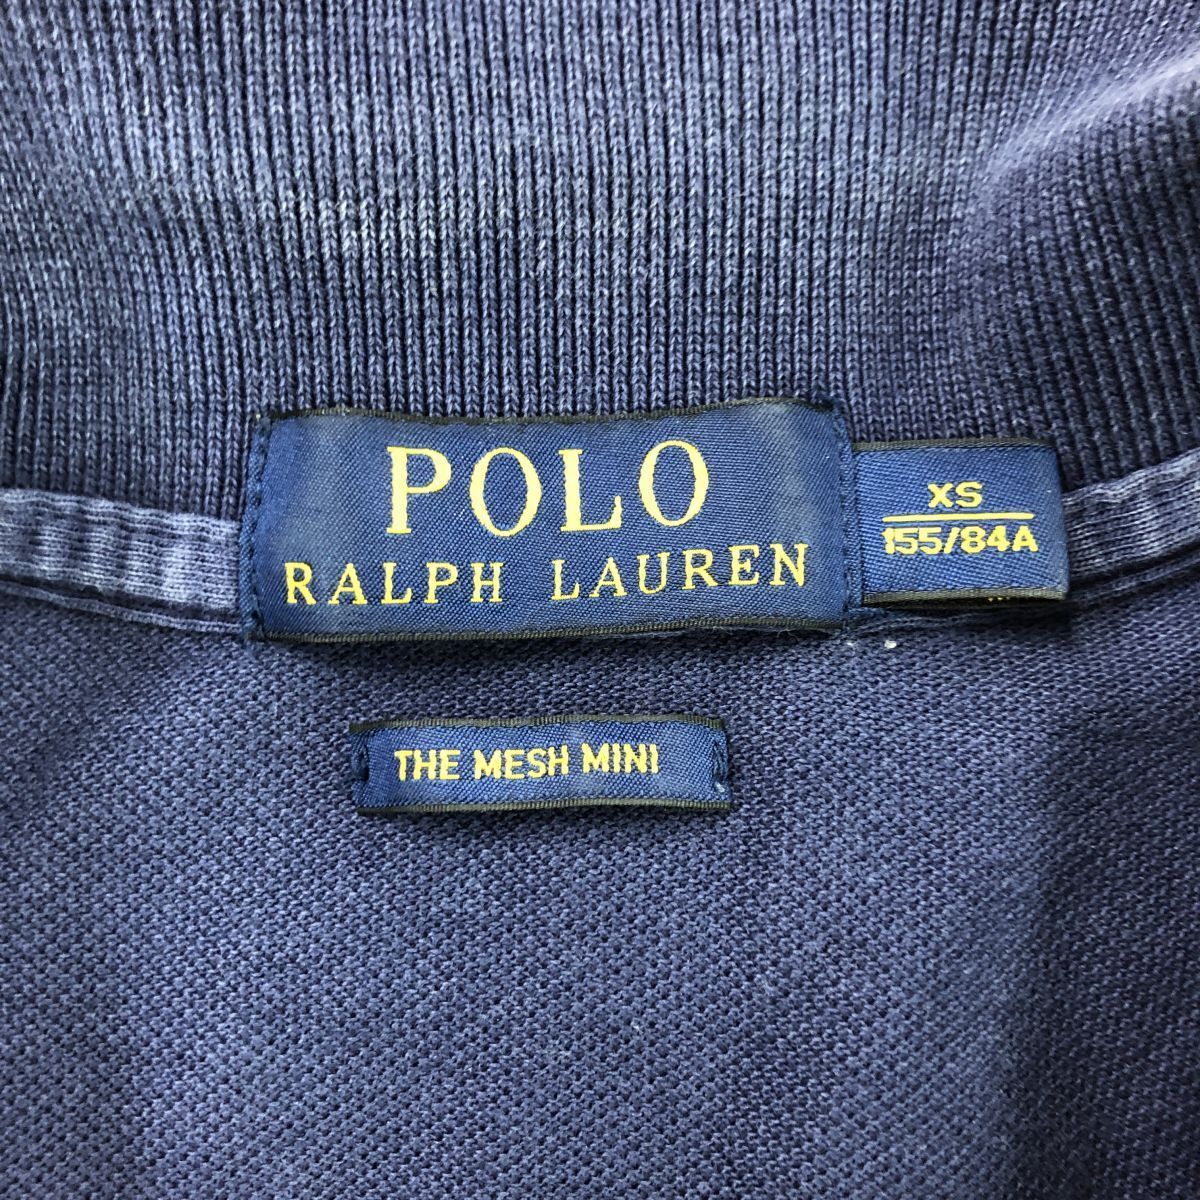 POLO
RALPH LAUREN
XS
155/84A
THE MESH MINI